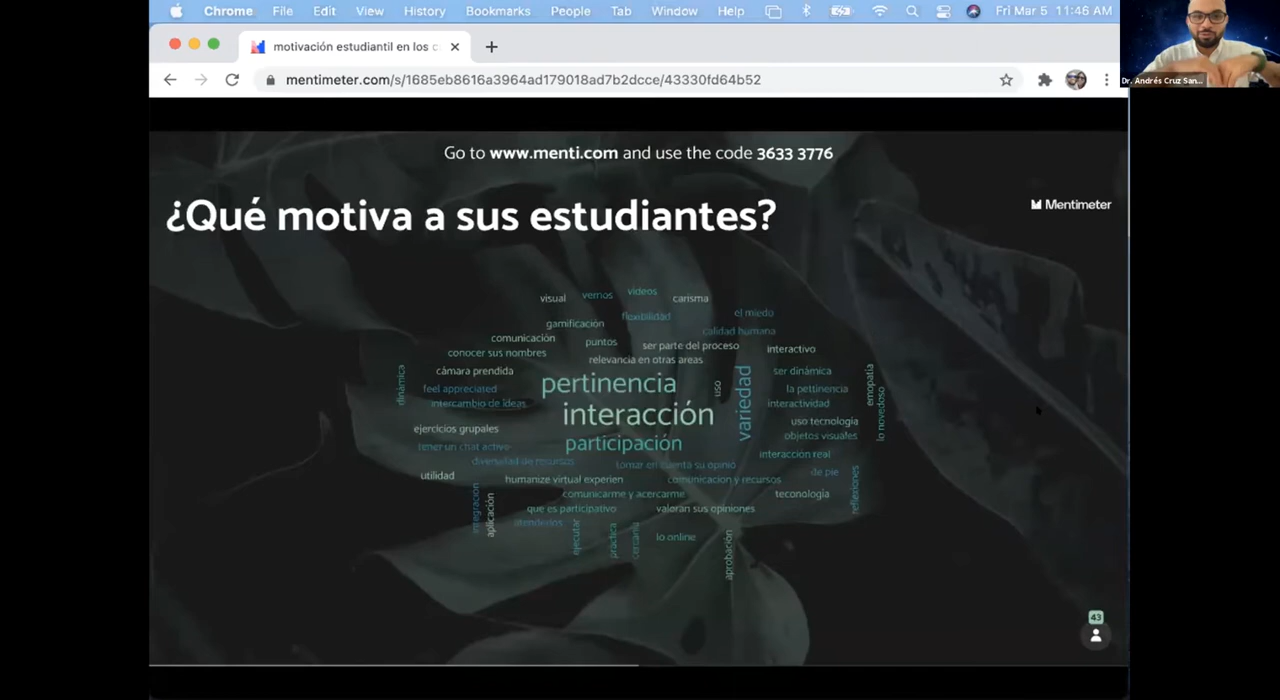 Chrome File Edit View History Bookmarks People Tab Window Help Fri Mar 5 11:46 AM
motivación estudiantil en los c
mentimeter.com/s/1685eb8616a3964ad179018ad7b2dcce/43330fd64b52
Dr. Andrés Cruz San...
Go to www.menti.com and use the code 3633 3776
¿Qué motiva a sus estudiantes?
Mentimeter
visual
vernos
videos
carisma
gamificación
flexibilidad
el miedo
comunicación
puntos
calidad humana
conocer sus nombres
ser parte del proceso
interactivo
relevancia en otras areas
dinámica
cámara prendida
pertinencia
uso
variedad
ser dinámica
empatia
feel appreciated
la pertinencia
lo novedoso
intercambio de ideas
interacción
interactividad
ejercicios grupales
uso tecnologia
participación
objetos visuales
tener un chat activo
interacción real
diversidad de recursos
tomar en cuenta su opinió
utilidad
humanize virtual experien
comunicacion y recursos
de pie
reflexiones
integracion
aplicación
comunicarme y acercarme
teconología
que es participativo
valoran sus opiniones
atenderlos
ejecutar
práctica
cercanía
lo online
aprobación
43